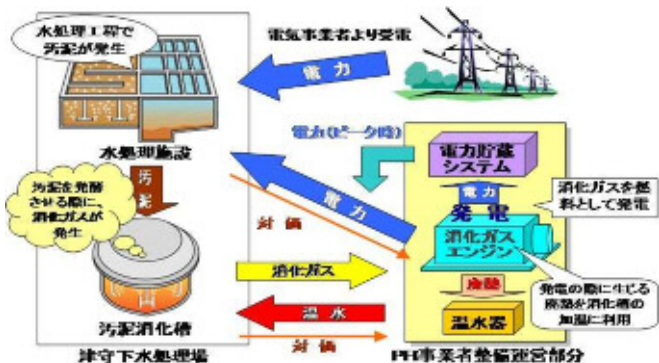 水処理工程で
汚泥が発生
電気事業者より受電
電力
水処理施設
電力(ピーク時)
電力貯蔵
システム
汚泥を発酵
させる際に、
消化ガスが
発生
汚泥
電力
対価
電力
発電
消化ガスを燃
料として発電
消化ガス
エンジン
消化ガス
廃熱
発電の際に生じる
廃熱を消化槽の
加温に利用
温水
温水器
汚泥消化槽
対価
津守下水処理場
PFI事業者整備運営部分